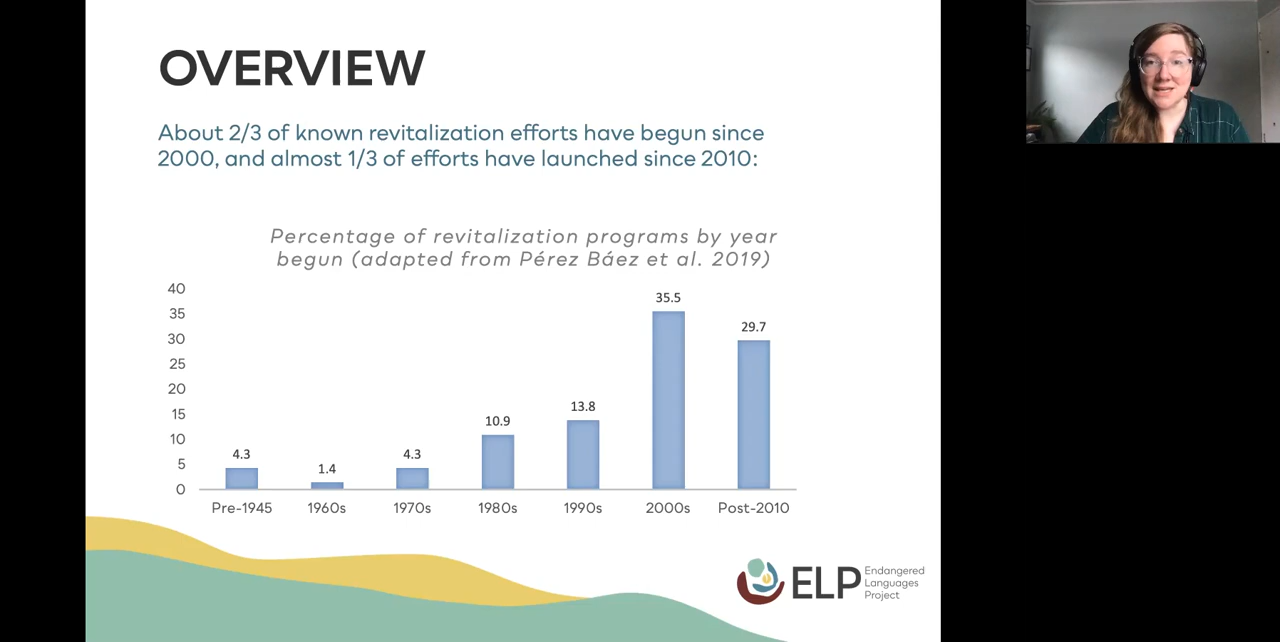 OVERVIEW
About 2/3 of known revitalization efforts have begun since
2000, and almost 1/3 of efforts have launched since 2010:
Percentage of revitalization programs by year
begun (adapted from Pérez Báez et al. 2019)
40
35
30
25
20
15
10
5
0
4.3
1.4
4.3
10.9
13.8
35.5
29.7
Pre-1945
1960s
1970s
1980s
1990s
2000s
Post-2010
ELP
Endangered
Languages
Project